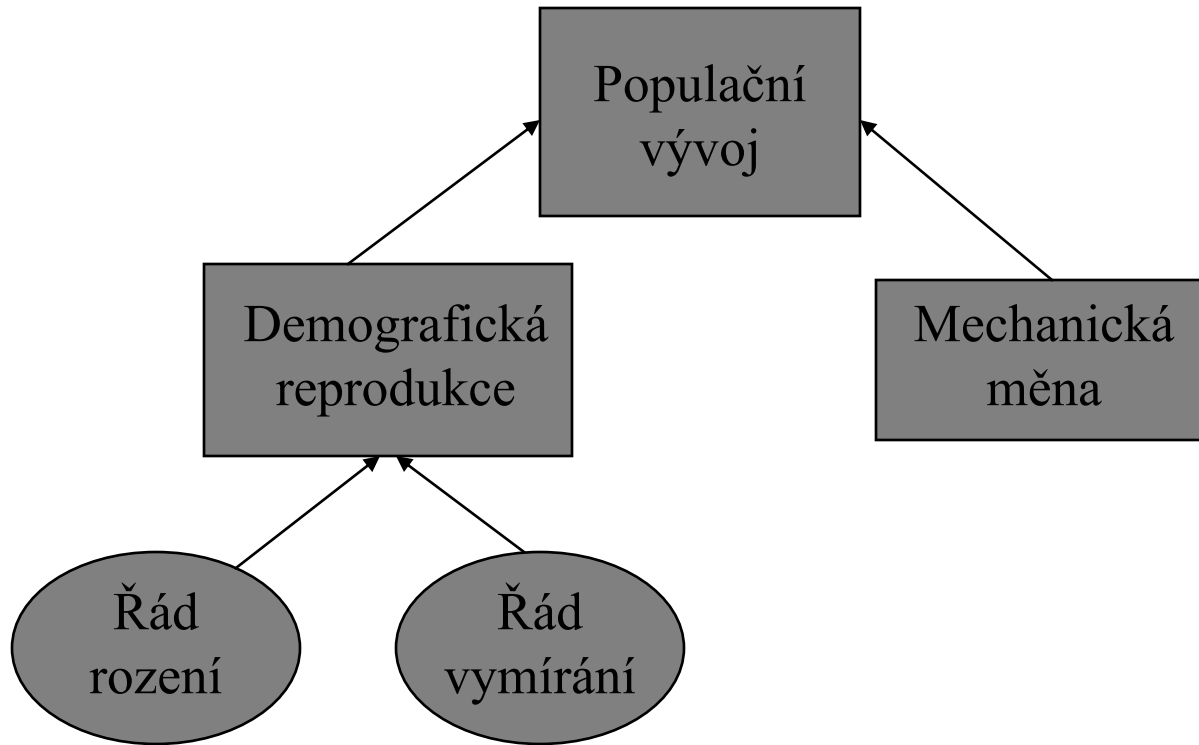 Populační
vývoj
Demografická
reprodukce
Mechanická
měna
Řád
rození
Řád
vymírání